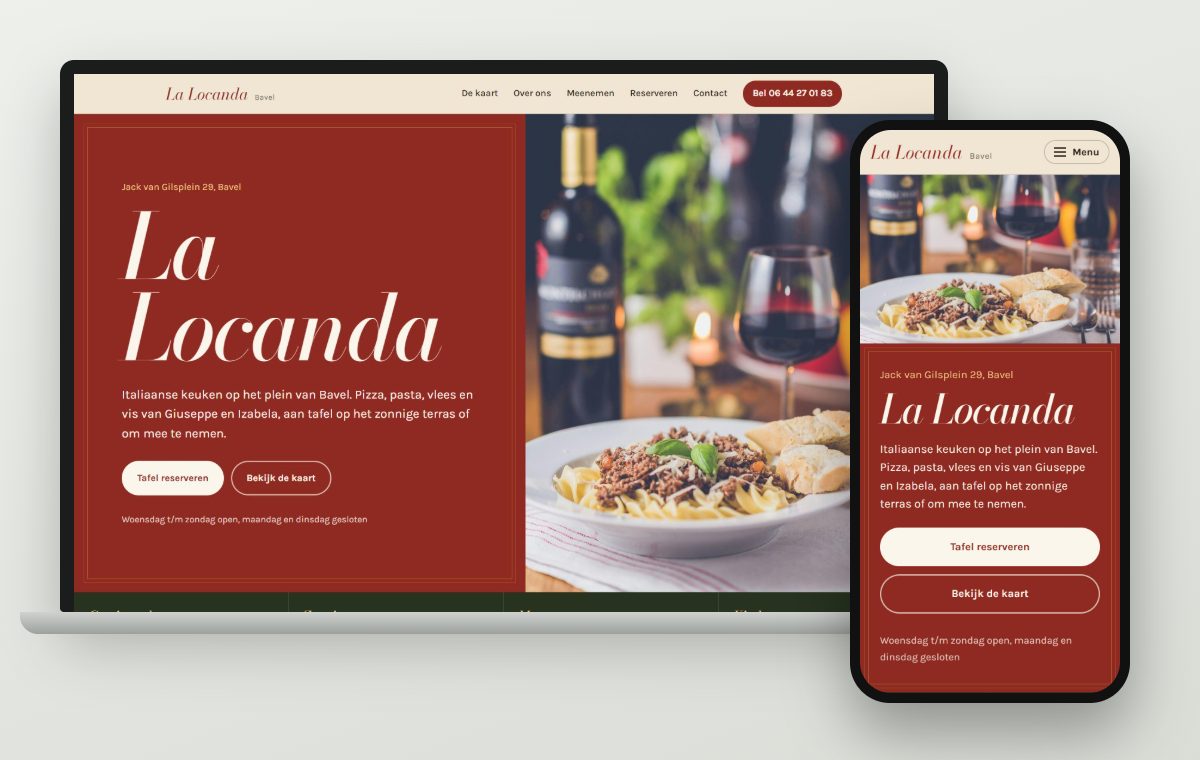 La Locanda Bavel
De kaart Over ons Meenemen Reserveren Contact Bel 06 44 27 01 83
Jack van Gilsplein 29, Bavel
La
Locanda
Italiaanse keuken op het plein van Bavel. Pizza, pasta, vlees en
vis van Giuseppe en Izabela, aan tafel op het zonnige terras of
om mee te nemen.
Tafel reserveren Bekijk de kaart
Woensdag t/m zondag open, maandag en dinsdag gesloten
La Locanda Bavel Menu
Jack van Gilsplein 29, Bavel
La Locanda
Italiaanse keuken op het plein van Bavel.
Pizza, pasta, vlees en vis van Giuseppe
en Izabela, aan tafel op het zonnige
terras of om mee te nemen.
Tafel reserveren
Bekijk de kaart
Woensdag t/m zondag open, maandag en
dinsdag gesloten